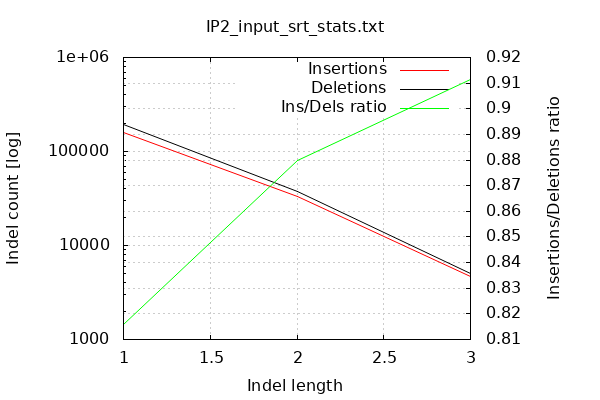 IP2_input_srt_stats.txt
1e+06
100000
10000
1000
Indel count [log]
Insertions
Deletions
Ins/Dels ratio
0.92
0.91
0.9
0.89
0.88
0.87
0.86
0.85
0.84
0.83
0.82
0.81
Insertions/Deletions ratio
1
1.5
2
2.5
3
Indel length